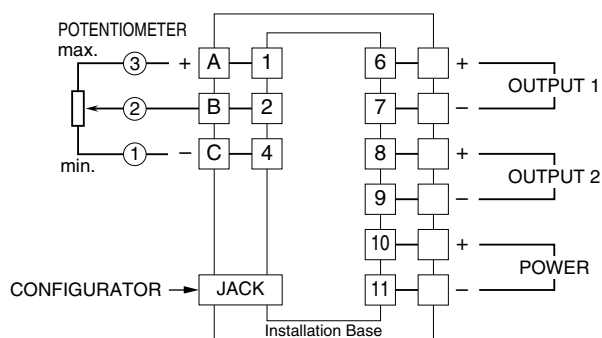 POTENTIOMETER
max.
3 + A 1 6 +
OUTPUT 1
2 B 2 7 –
1 – C 4 8 +
min.
OUTPUT 2
9 –
10 +
POWER
CONFIGURATOR JACK 11 –
Installation Base